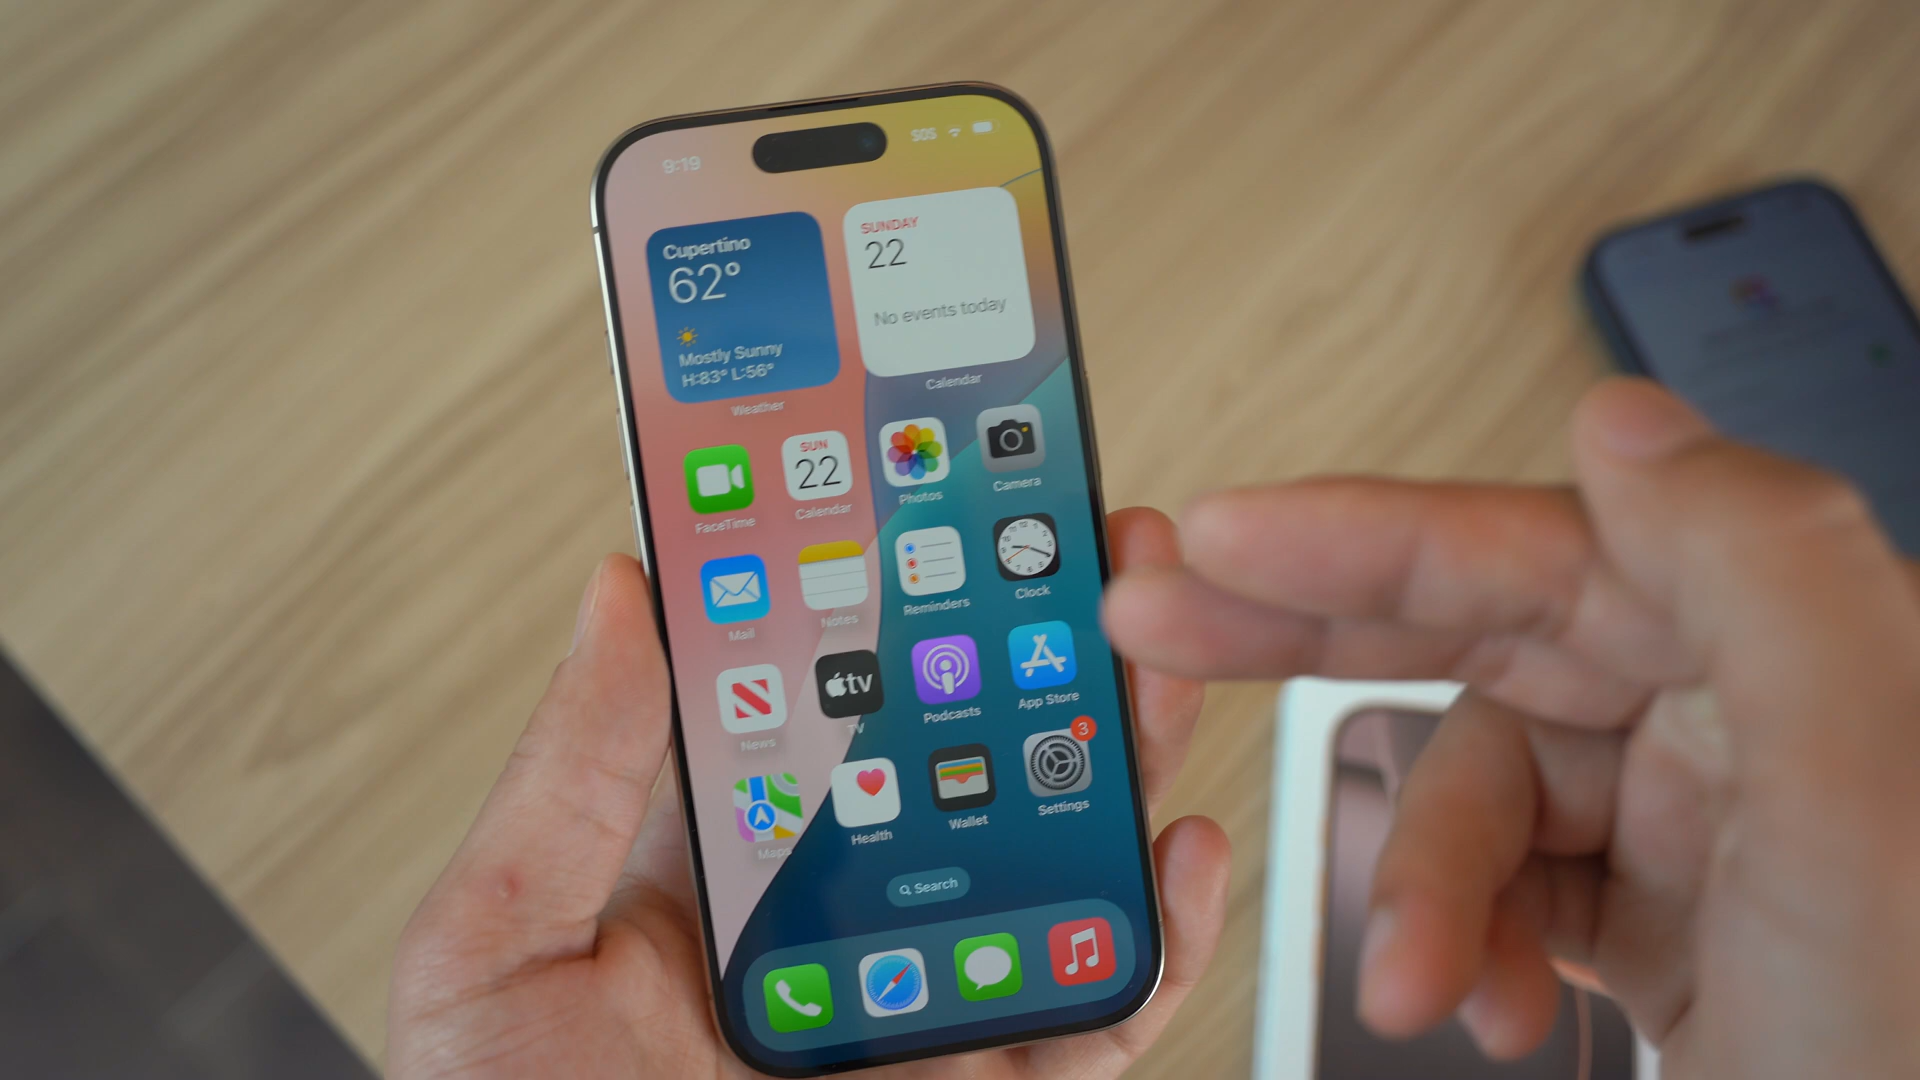 9:19
SOS
Cupertino
62°
Mostly Sunny
H:83° L:56°
Weather
SUNDAY
22
No events today
Calendar
FaceTime
SUN
22
Calendar
Photos
Camera
Mail
Notes
Reminders
Clock
News
tv
TV
Podcasts
App Store
Maps
Health
Wallet
3
Settings
Search